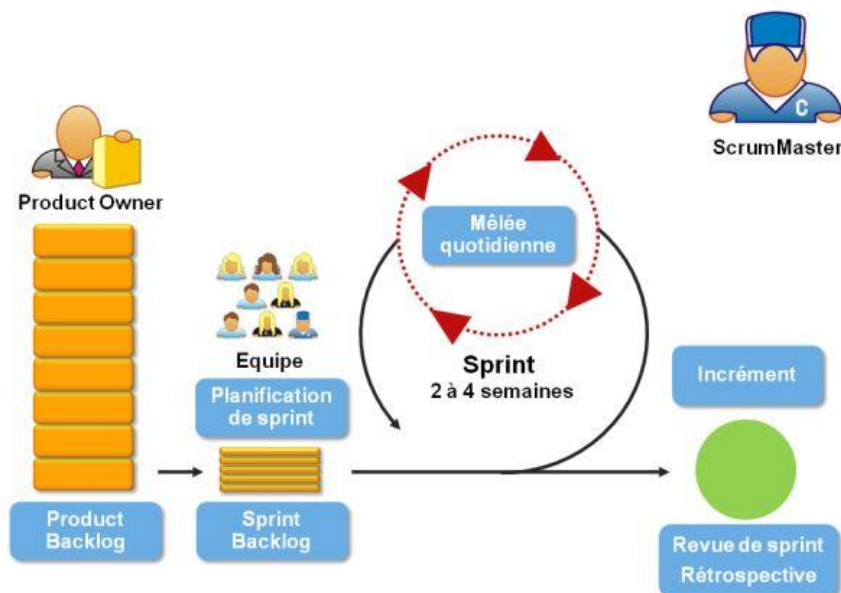 C
ScrumMaster
Product Owner
Mêlée
quotidienne
Equipe
Sprint
2 à 4 semaines
Planification
de sprint
Incrément
Product
Backlog
Sprint
Backlog
Revue de sprint
Rétrospective